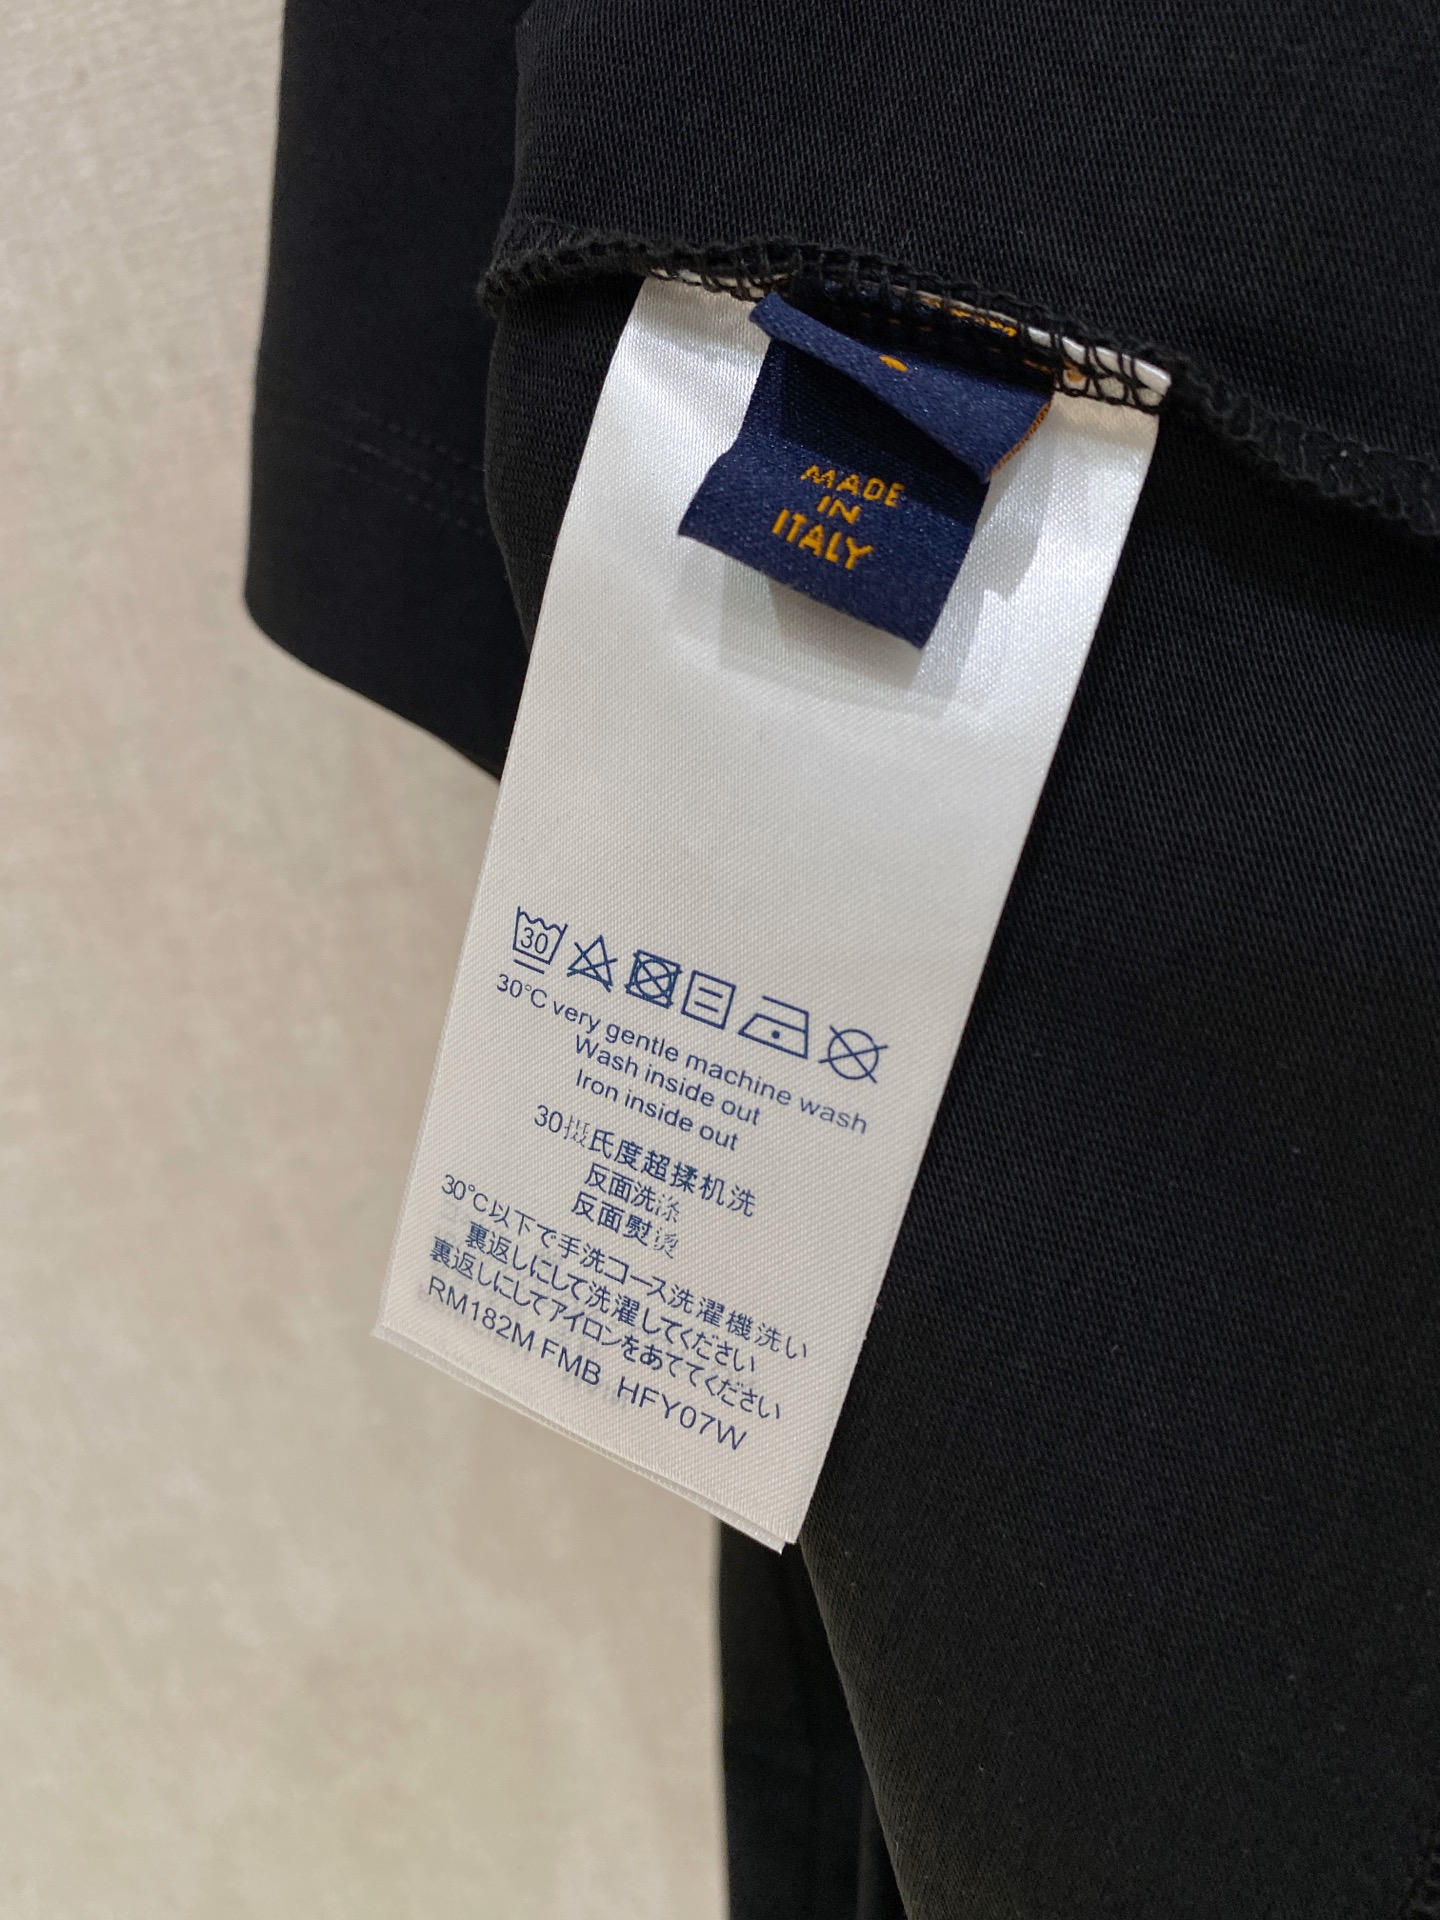 MADE
IN
ITALY
30
30°C very gentle machine wash
Wash inside out
Iron inside out
30摄氏度超揉机洗
反面洗涤
反面熨烫
30°C以下で手洗コース洗濯機洗い
裏返しにして洗濯してください
裏返しにしてアイロンをあててください
RM182M FMB HFY07W